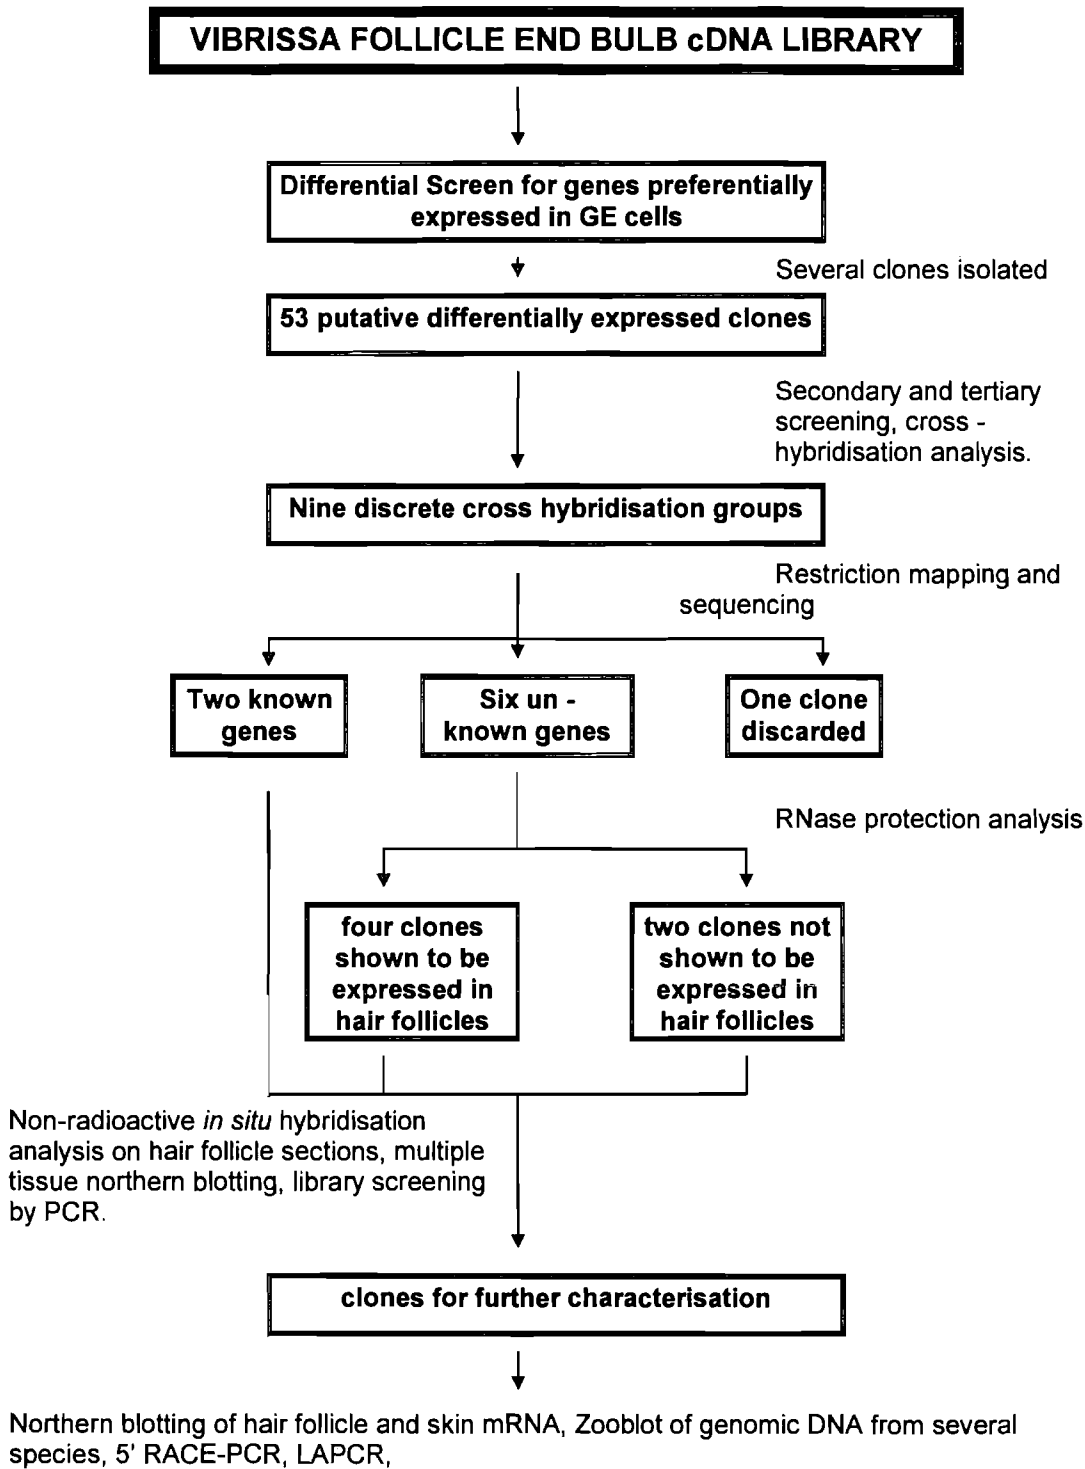 VIBRISSA FOLLICLE END BULB cDNA LIBRARY
Differential Screen for genes preferentially
expressed in GE cells
Several clones isolated
53 putative differentially expressed clones
Secondary and tertiary
screening, cross -
hybridisation analysis.
Nine discrete cross hybridisation groups
Restriction mapping and
sequencing
Two known
genes
Six un -
known genes
One clone
discarded
RNase protection analysis
four clones
shown to be
expressed in
hair follicles
two clones not
shown to be
expressed in
hair follicles
Non-radioactive in situ hybridisation
analysis on hair follicle sections, multiple
tissue northern blotting, library screening
by PCR.
clones for further characterisation
Northern blotting of hair follicle and skin mRNA, Zooblot of genomic DNA from several
species, 5' RACE-PCR, LAPCR,